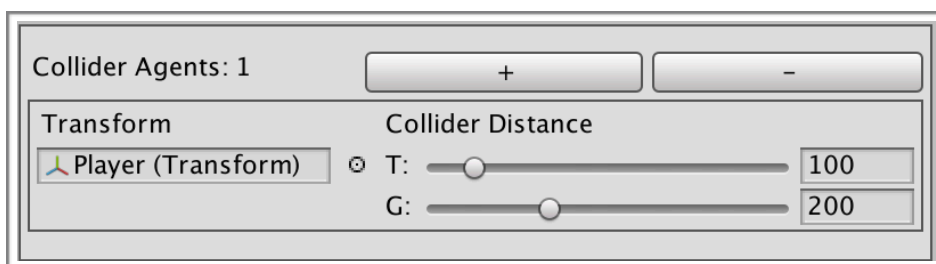 Collider Agents: 1 + -
Transform Collider Distance
Player (Transform) T: 100
G: 200